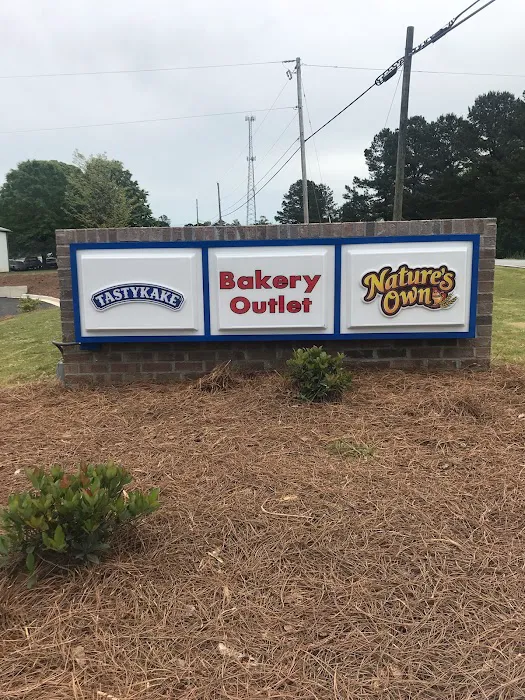 TASTYKAKE
Bakery
Outlet
Nature's
Own